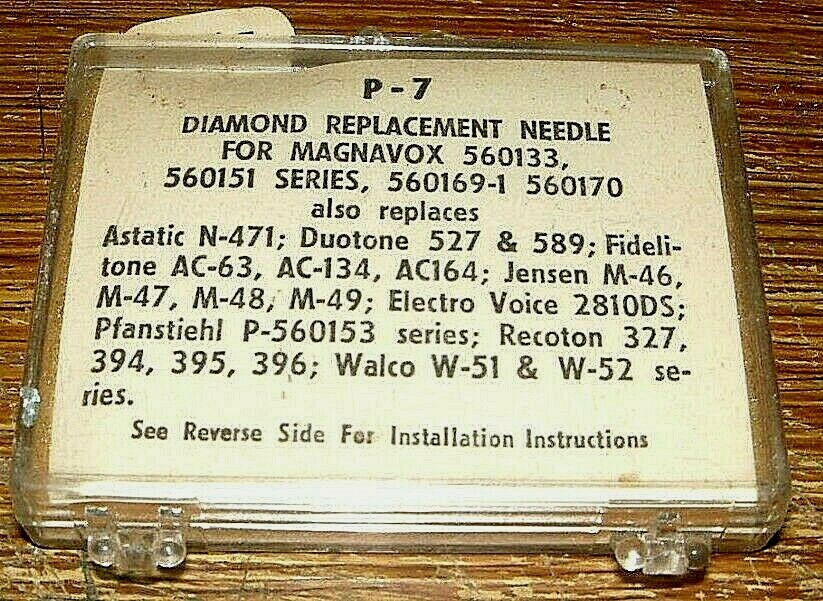 P-7
DIAMOND REPLACEMENT NEEDLE
FOR MAGNAVOX 560133,
560151 SERIES, 560169-1 560170
also replaces
Astatic N-471; Duotone 527 & 589; Fideli-
tone AC-63, AC-134, AC164; Jensen M-46,
M-47, M-48, M-49; Electro Voice 2810DS;
Pfanstiehl P-560153 series; Recoton 327,
394, 395, 396; Walco W-51 & W-52 se-
ries.
See Reverse Side For Installation Instructions